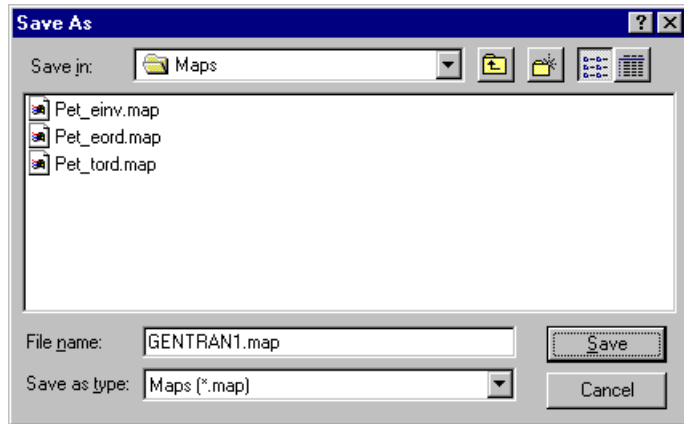 Save As
Save in: Maps
Pet_einv.map
Pet_eord.map
Pet_tord.map
File name: GENTRAN1.map Save
Save as type: Maps (*.map) Cancel